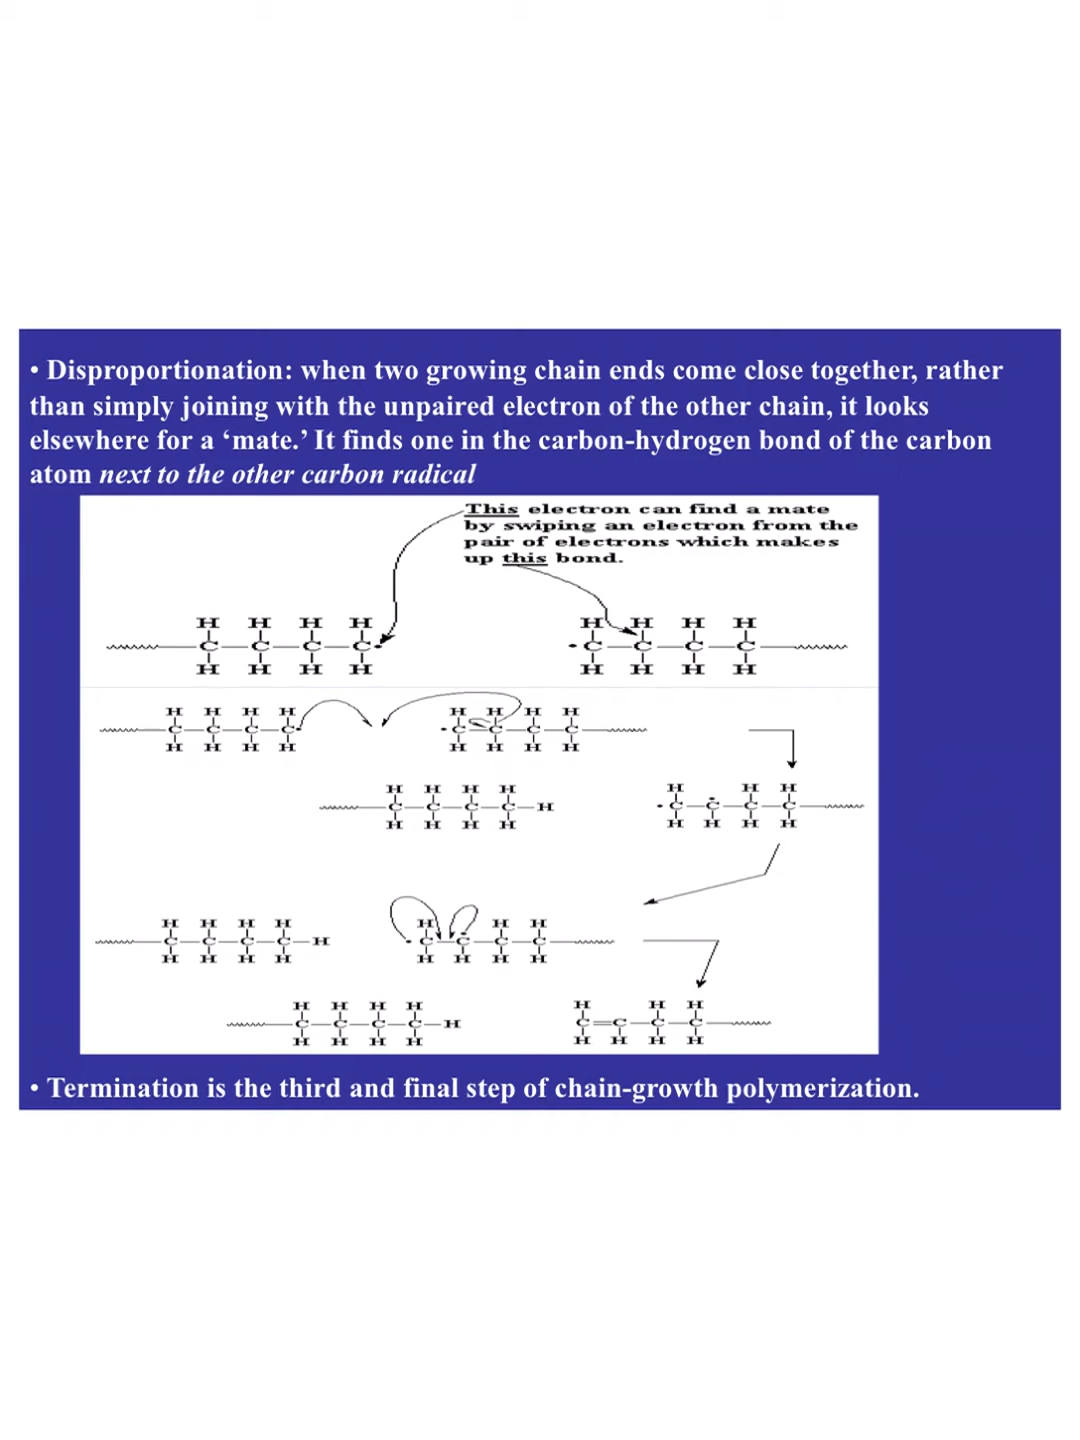 • Disproportionation: when two growing chain ends come close together, rather
than simply joining with the unpaired electron of the other chain, it looks
elsewhere for a ‘mate.’ It finds one in the carbon-hydrogen bond of the carbon
atom next to the other carbon radical
This electron can find a mate
by swiping an electron from the
pair of electrons which makes
up this bond.
H H H H H H H H
C—C—C—C· ·C—C—C—C
H H H H H H H H
H H H H H H H H
C—C—C—C· ·C—C—C—C
H H H H H H H H
H H H H H H H
C—C—C—C—H ·C—Ċ—C—C
H H H H H H H H
H H H H H H H
C—C—C—C—H ·C—Ċ—C—C
H H H H H H H H
H H H H H H H
C—C—C—C—H C=C—C—C
H H H H H H H H
• Termination is the third and final step of chain-growth polymerization.